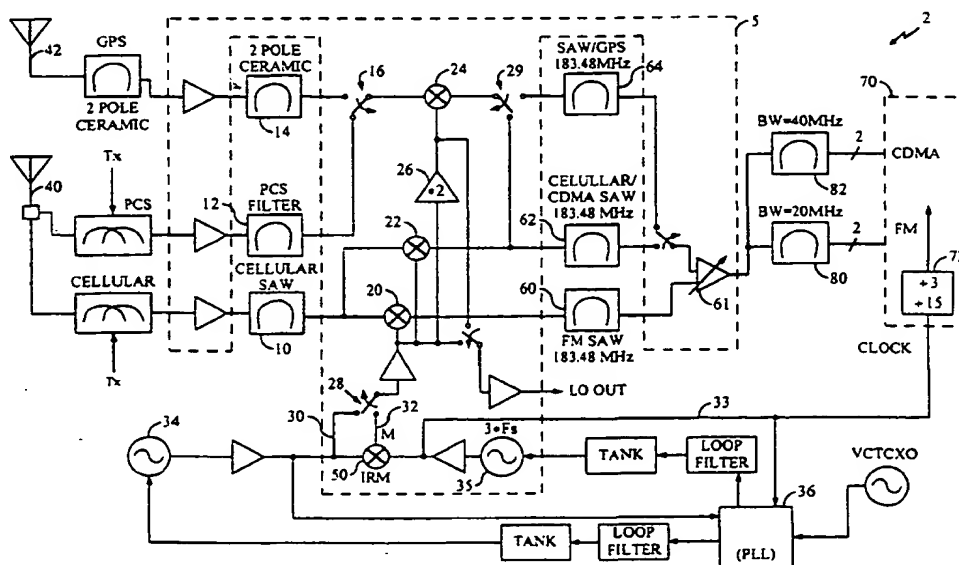 2
5
42
GPS
2 POLE
CERAMIC
2 POLE
CERAMIC
14
16
24
29
SAW/GPS
183.48MHz
64
70
BW=40MHz
2
CDMA
82
Tx
40
PCS
12
PCS
FILTER
26
•2
CELULLAR/
CDMA SAW
183.48 MHz
62
22
BW=20MHz
2
FM
80
CELLULAR
CELLULAR
SAW
10
20
60
FM SAW
183.48 MHz
61
÷3
÷15
CLOCK
Tx
28
LO OUT
30
32
M
33
34
50
IRM
3•Fs
35
TANK
LOOP
FILTER
VCTCXO
36
TANK
LOOP
FILTER
(PLL)